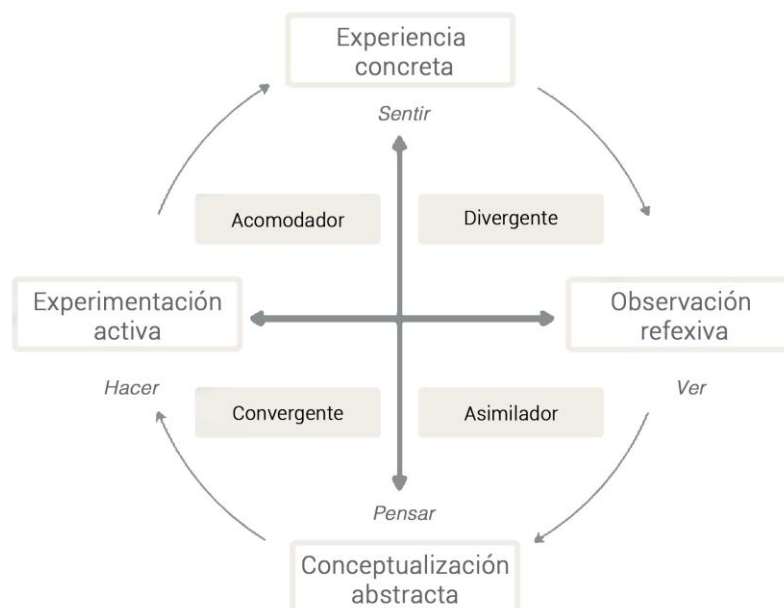 Experiencia
concreta
Sentir
Acomodador
Divergente
Experimentación
activa
Observación
refexiva
Hacer
Ver
Convergente
Asimilador
Pensar
Conceptualización
abstracta